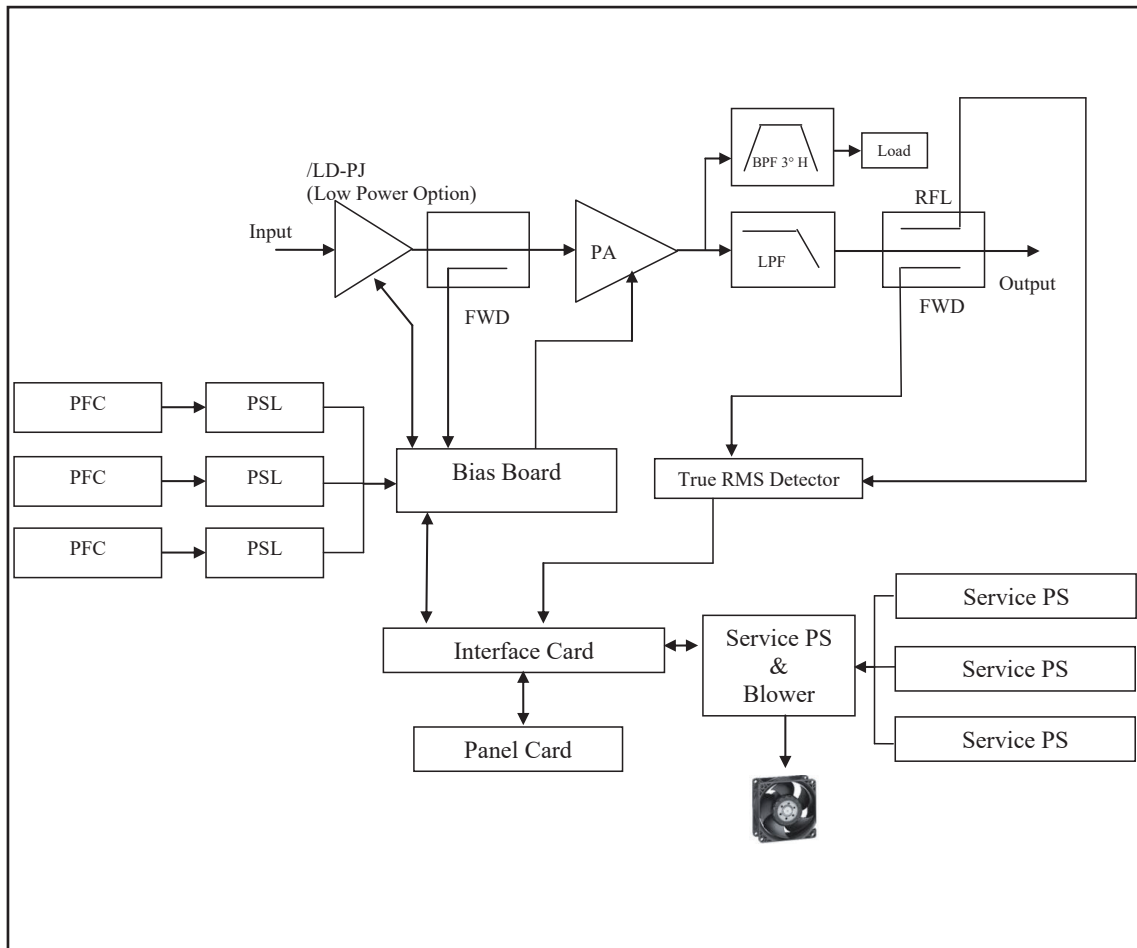 BPF 3° H
Load
/LD-PJ
(Low Power Option)
RFL
Input
PA
LPF
Output
FWD
FWD
PFC
PSL
PFC
PSL
Bias Board
True RMS Detector
PFC
PSL
Service PS
Interface Card
Service PS
&
Blower
Service PS
Panel Card
Service PS